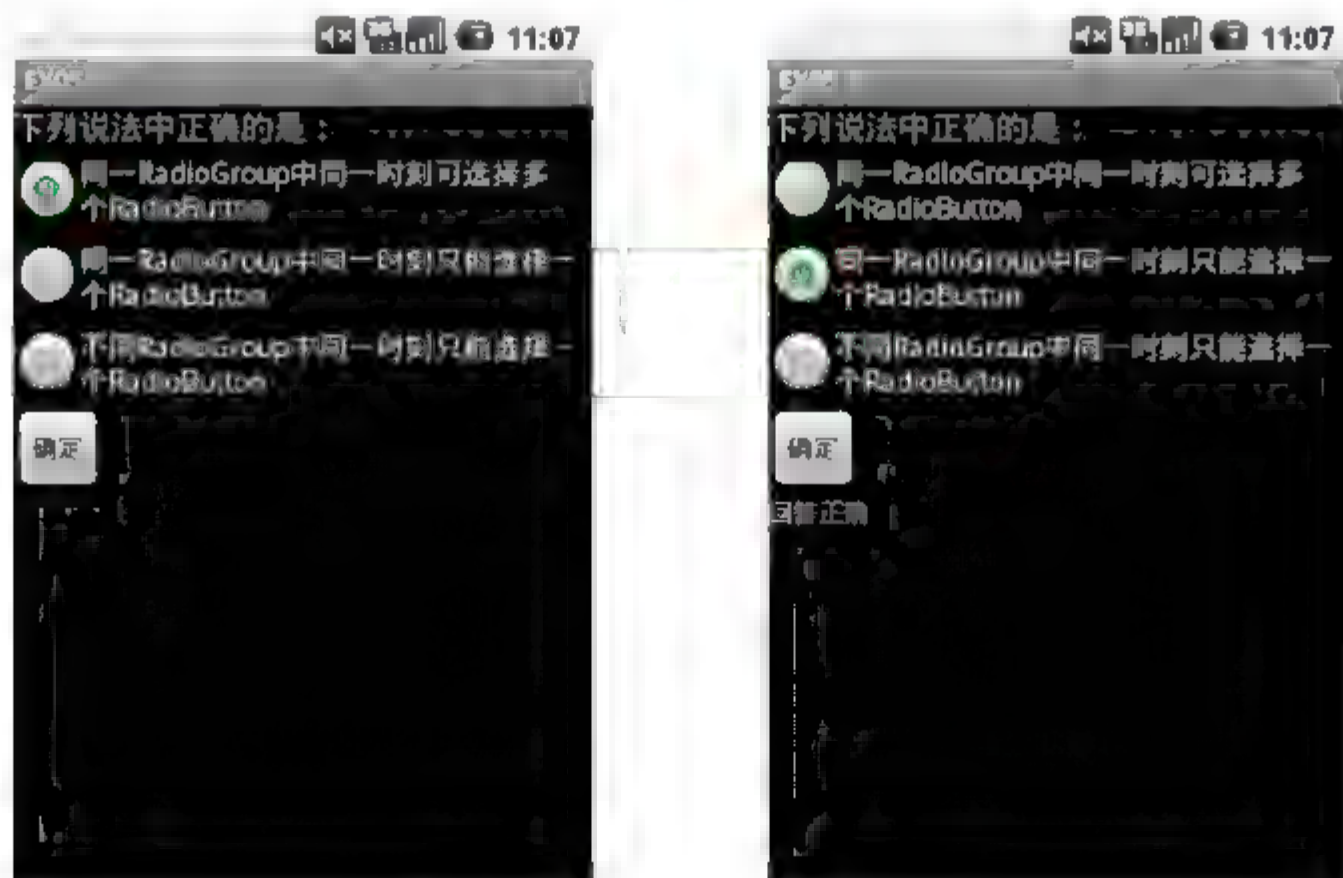 11:07
下列说法中正确的是：
同一RadioGroup中同一时刻可选择多
个RadioButton
同一RadioGroup中同一时刻只能选择一
个RadioButton
不同RadioGroup中同一时刻只能选择一
个RadioButton
确定
11:07
下列说法中正确的是：
同一RadioGroup中同一时刻可选择多
个RadioButton
同一RadioGroup中同一时刻只能选择一
个RadioButton
不同RadioGroup中同一时刻只能选择一
个RadioButton
确定
回答正确